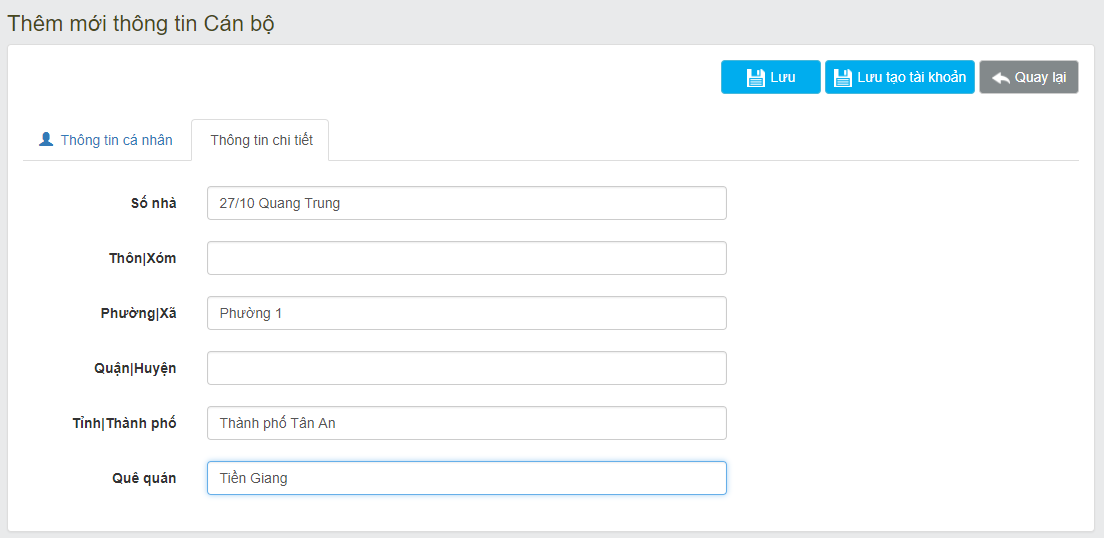 Thêm mới thông tin Cán bộ
Lưu Lưu tạo tài khoản Quay lại
Thông tin cá nhân Thông tin chi tiết
Số nhà 27/10 Quang Trung
Thôn|Xóm
Phường|Xã Phường 1
Quận|Huyện
Tỉnh|Thành phố Thành phố Tân An
Quê quán Tiền Giang